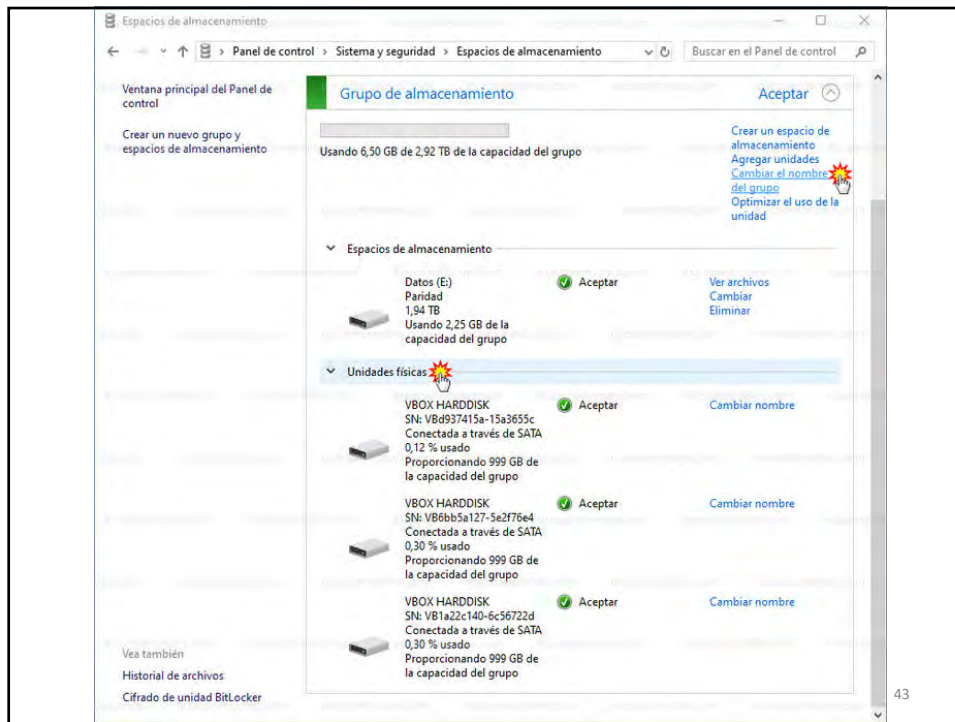 Espacios de almacenamiento
Panel de control > Sistema y seguridad > Espacios de almacenamiento
Buscar en el Panel de control
Ventana principal del Panel de
control
Crear un nuevo grupo y
espacios de almacenamiento
Grupo de almacenamiento
Aceptar
Usando 6,50 GB de 2,92 TB de la capacidad del grupo
Crear un espacio de
almacenamiento
Agregar unidades
Cambiar el nombre
del grupo
Optimizar el uso de la
unidad
Espacios de almacenamiento
Datos (E:)
Paridad
1,94 TB
Usando 2,25 GB de la
capacidad del grupo
Aceptar
Ver archivos
Cambiar
Eliminar
Unidades físicas
VBOX HARDDISK
SN: VBd937415a-15a3655c
Conectada a través de SATA
0,12 % usado
Proporcionando 999 GB de
la capacidad del grupo
Aceptar
Cambiar nombre
VBOX HARDDISK
SN: VB6bb5a127-5e2f76e4
Conectada a través de SATA
0,30 % usado
Proporcionando 999 GB de
la capacidad del grupo
Aceptar
Cambiar nombre
VBOX HARDDISK
SN: VB1a22c140-6c56722d
Conectada a través de SATA
0,30 % usado
Proporcionando 999 GB de
la capacidad del grupo
Aceptar
Cambiar nombre
Vea también
Historial de archivos
Cifrado de unidad BitLocker
43